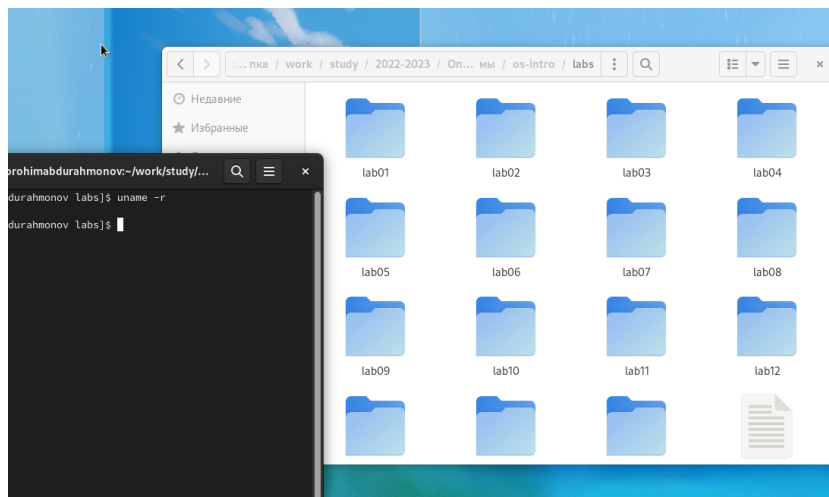 ‹... пка / work / study / 2022-2023 / Оп... мы / os-intro / labs
Недавние
Избранные
lab01 lab02 lab03 lab04
lab05 lab06 lab07 lab08
lab09 lab10 lab11 lab12
orohimabdurahmonov:~/work/study/...
durahmonov labs]$ uname -r
durahmonov labs]$